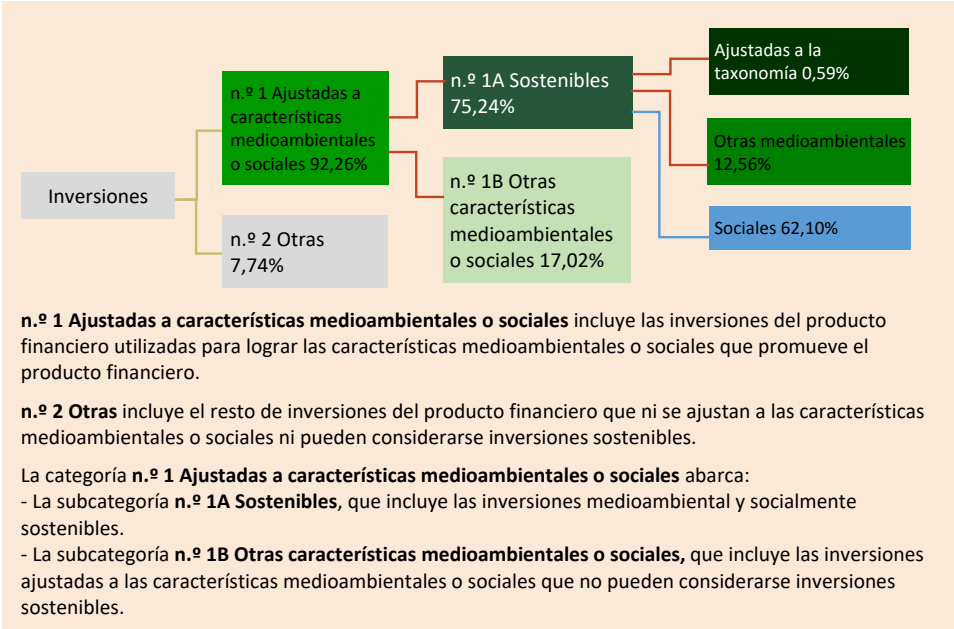 Inversiones
n.º 1 Ajustadas a
características
medioambientales
o sociales 92,26%
n.º 2 Otras
7,74%
n.º 1A Sostenibles
75,24%
n.º 1B Otras
características
medioambientales
o sociales 17,02%
Ajustadas a la
taxonomía 0,59%
Otras medioambientales
12,56%
Sociales 62,10%
n.º 1 Ajustadas a características medioambientales o sociales incluye las inversiones del producto
financiero utilizadas para lograr las características medioambientales o sociales que promueve el
producto financiero.
n.º 2 Otras incluye el resto de inversiones del producto financiero que ni se ajustan a las características
medioambientales o sociales ni pueden considerarse inversiones sostenibles.
La categoría n.º 1 Ajustadas a características medioambientales o sociales abarca:
- La subcategoría n.º 1A Sostenibles, que incluye las inversiones medioambiental y socialmente
sostenibles.
- La subcategoría n.º 1B Otras características medioambientales o sociales, que incluye las inversiones
ajustadas a las características medioambientales o sociales que no pueden considerarse inversiones
sostenibles.